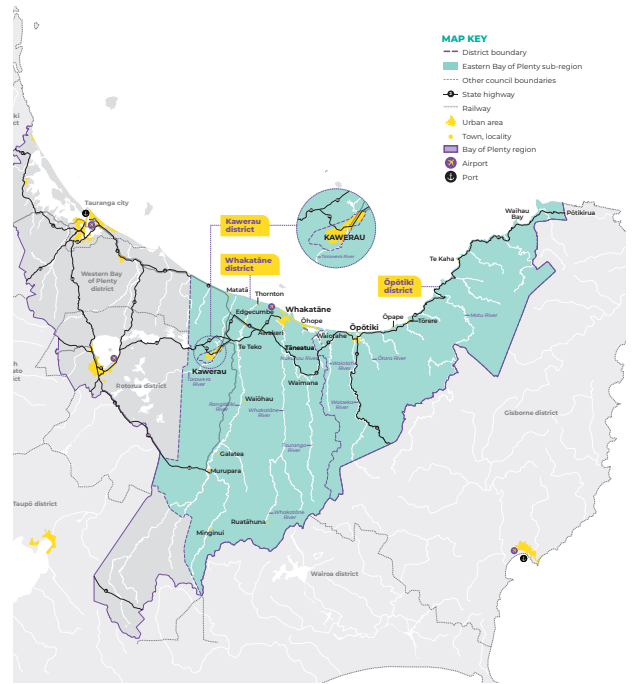 MAP KEY
District boundary
Eastern Bay of Plenty sub-region
Other council boundaries
State highway
Railway
Urban area
Town, locality
Bay of Plenty region
Airport
Port
Tauranga city
Western Bay
of Plenty
district
Kawerau
district
Whakatāne
district
KAWERAU
Tarawera River
Ōpōtiki
district
Waihau
Bay
Pōtikirua
Te Kaha
Matatā
Thornton
Edgecumbe
Whakatāne
Ōhope
Awakeri
Te Teko
Kawerau
Tarawera
River
Tāneatua
Waiotahe
Ōpōtiki
Ōpape
Tōrere
Motu River
Ōtara River
Waimana
Waiōhau
Rangitāiki
River
Whakatāne
River
Waioeka
River
Tauranga
River
Rotorua district
Galatea
Murupara
Ruatāhuna
Whakatāne
River
Minginui
Taupō district
Wairoa district
Gisborne district